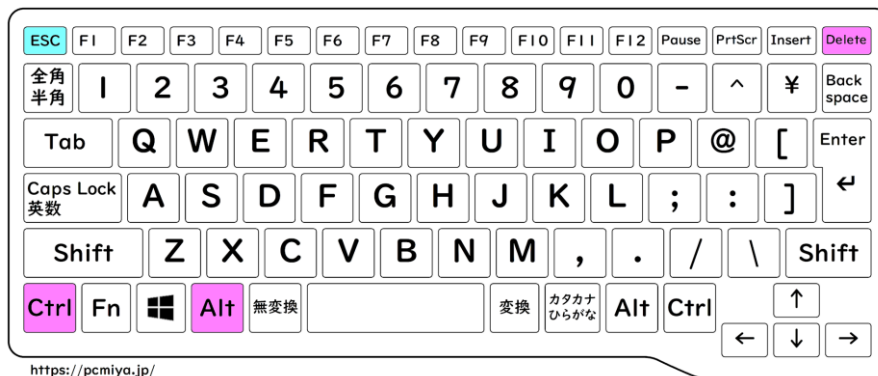 ESC F1 F2 F3 F4 F5 F6 F7 F8 F9 F10 F11 F12 Pause PrtScr Insert Delete
全角
半角
1 2 3 4 5 6 7 8 9 0 - ^ ¥
Back
space
Tab Q W E R T Y U I O P @ [ Enter
Caps Lock
英数
A S D F G H J K L ; : ] ↵
Shift Z X C V B N M , . / \ Shift
Ctrl Fn Alt 無変換 変換
カタカナ
ひらがな
Alt Ctrl ↑
← ↓ →
https://pcmiya.jp/